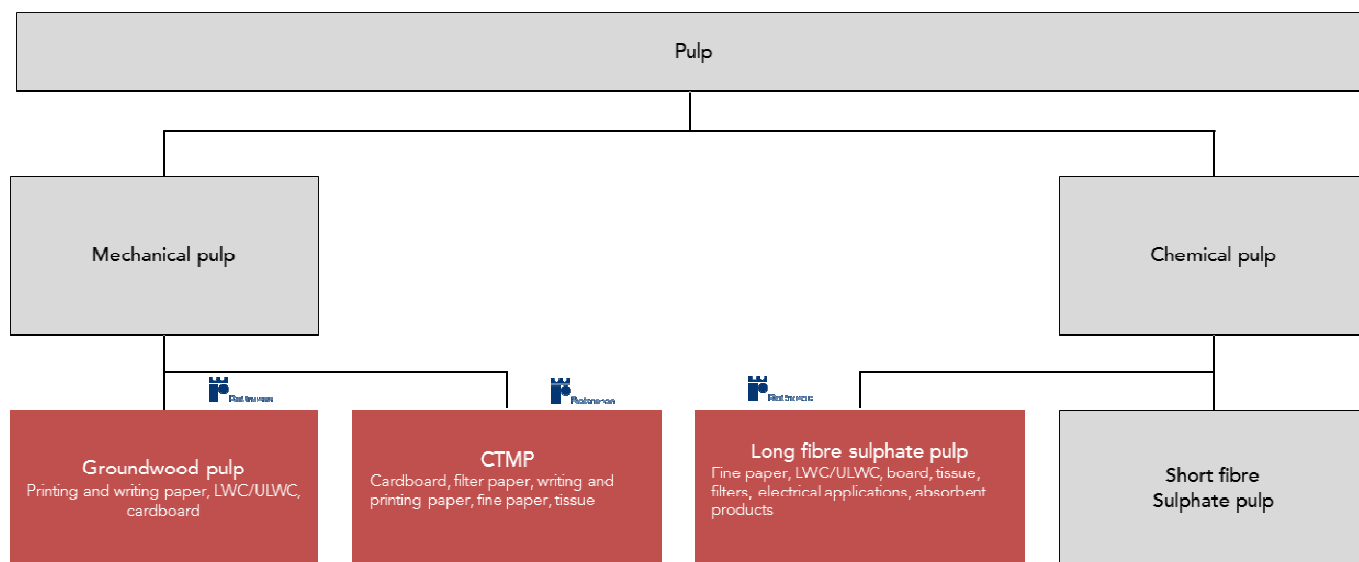 Pulp
Mechanical pulp
Chemical pulp
Groundwood pulp
Printing and writing paper, LWC/ULWC,
cardboard
CTMP
Cardboard, filter paper, writing and
printing paper, fine paper, tissue
Long fibre sulphate pulp
Fine paper, LWC/ULWC, board, tissue,
filters, electrical applications, absorbent
products
Short fibre
Sulphate pulp